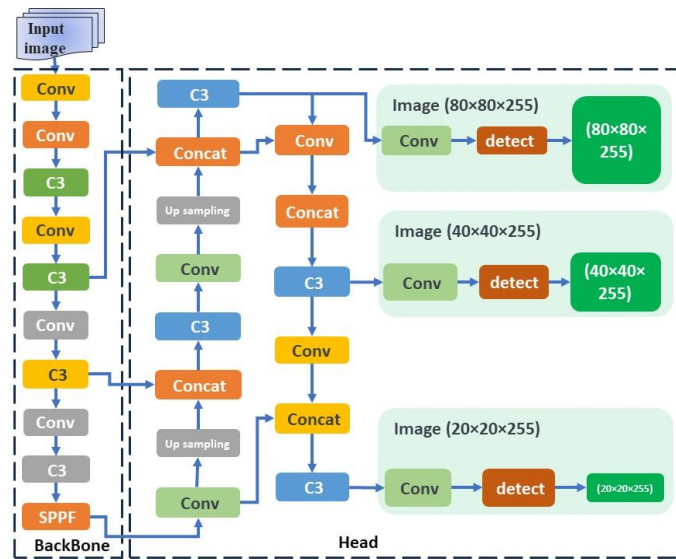 Input
image
Conv
Conv
C3
Conv
C3
Conv
C3
Conv
C3
SPPF
BackBone
C3
Concat
Up sampling
Conv
C3
Concat
Up sampling
Conv
Conv
Concat
C3
Conv
Concat
C3
Head
Image (80×80×255)
Conv
detect
(80×80×
255)
Image (40×40×255)
Conv
detect
(40×40×
255)
Image (20×20×255)
Conv
detect
(20×20×255)